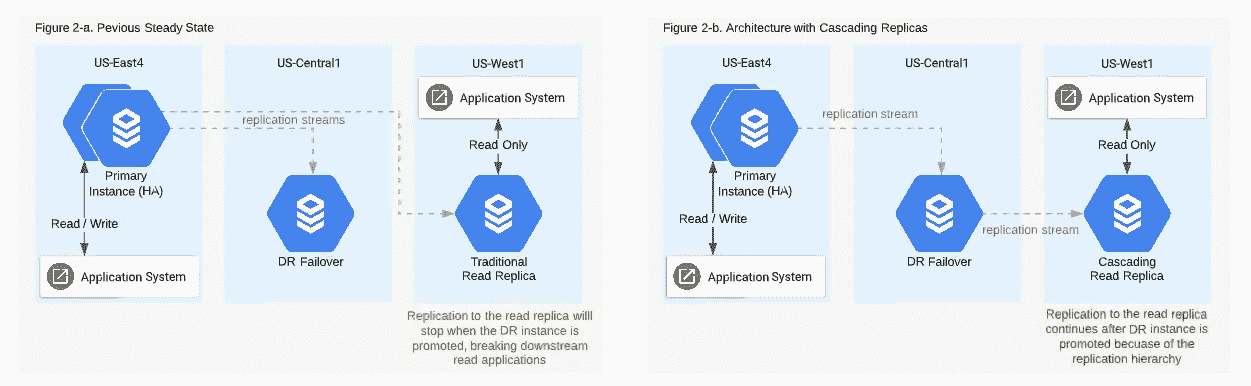 Figure 2-a. Pevious Steady State
US-East4
US-Central1
US-West1
Application System
replication streams
Read Only
Primary
Instance (HA)
Read / Write
DR Failover
Traditional
Read Replica
Application System
Replication to the read replica willl
stop when the DR instance is
promoted, breaking downstream
read applications
Figure 2-b. Architecture with Cascading Replicas
US-East4
US-Central1
US-West1
Application System
replication stream
Read Only
Primary
Instance (HA)
Read / Write
replication stream
DR Failover
Cascading
Read Replica
Application System
Replication to the read replica
continues after DR instance is
promoted becuase of the
replication hierarchy